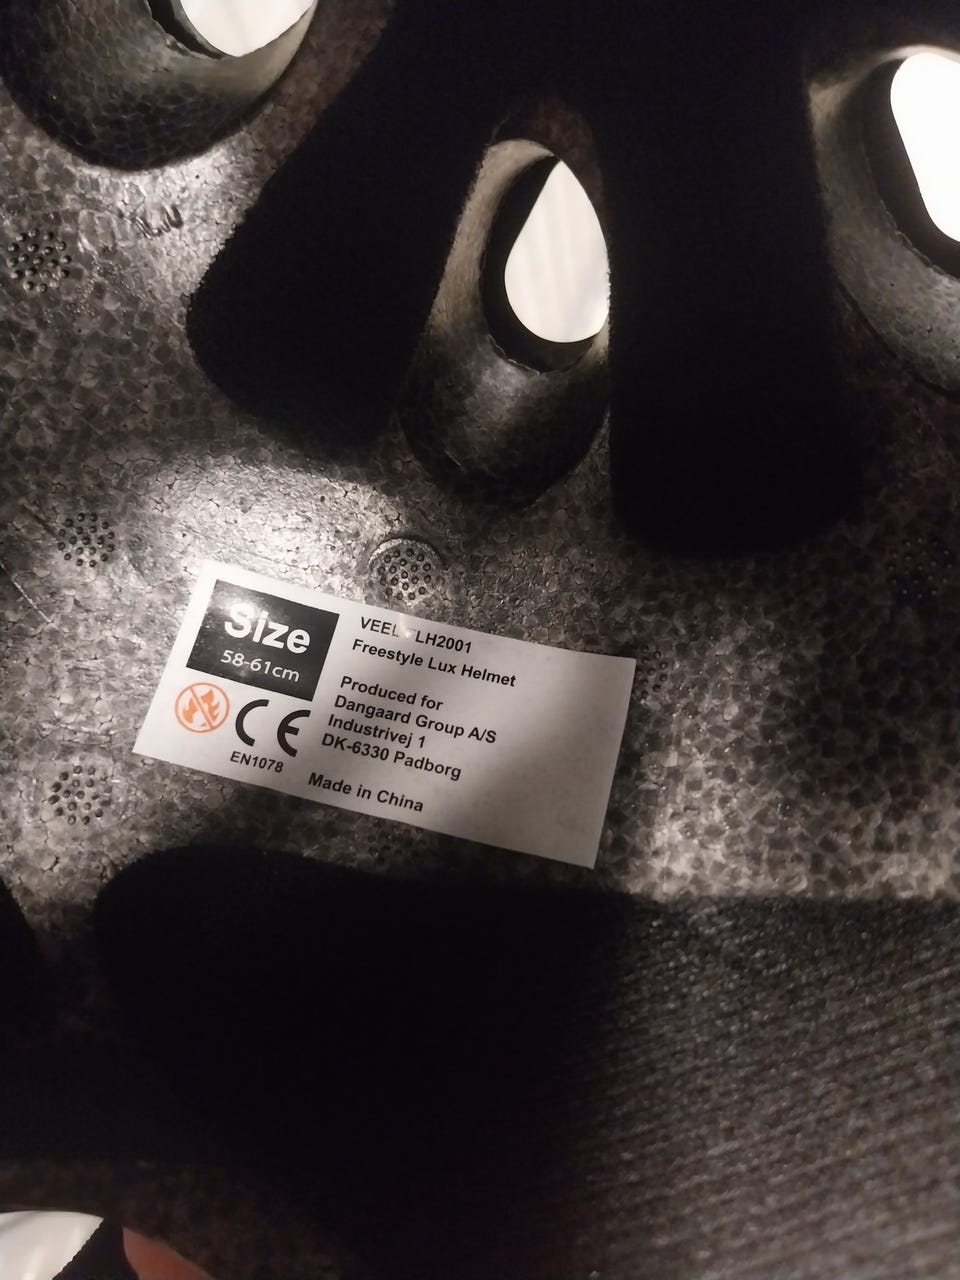 Size
58-61cm
CE
EN1078
LH2001
Freestyle Lux Helmet
Produced for
Dangaard Group A/S
Industrivej 1
DK-6330 Padborg
Made in China